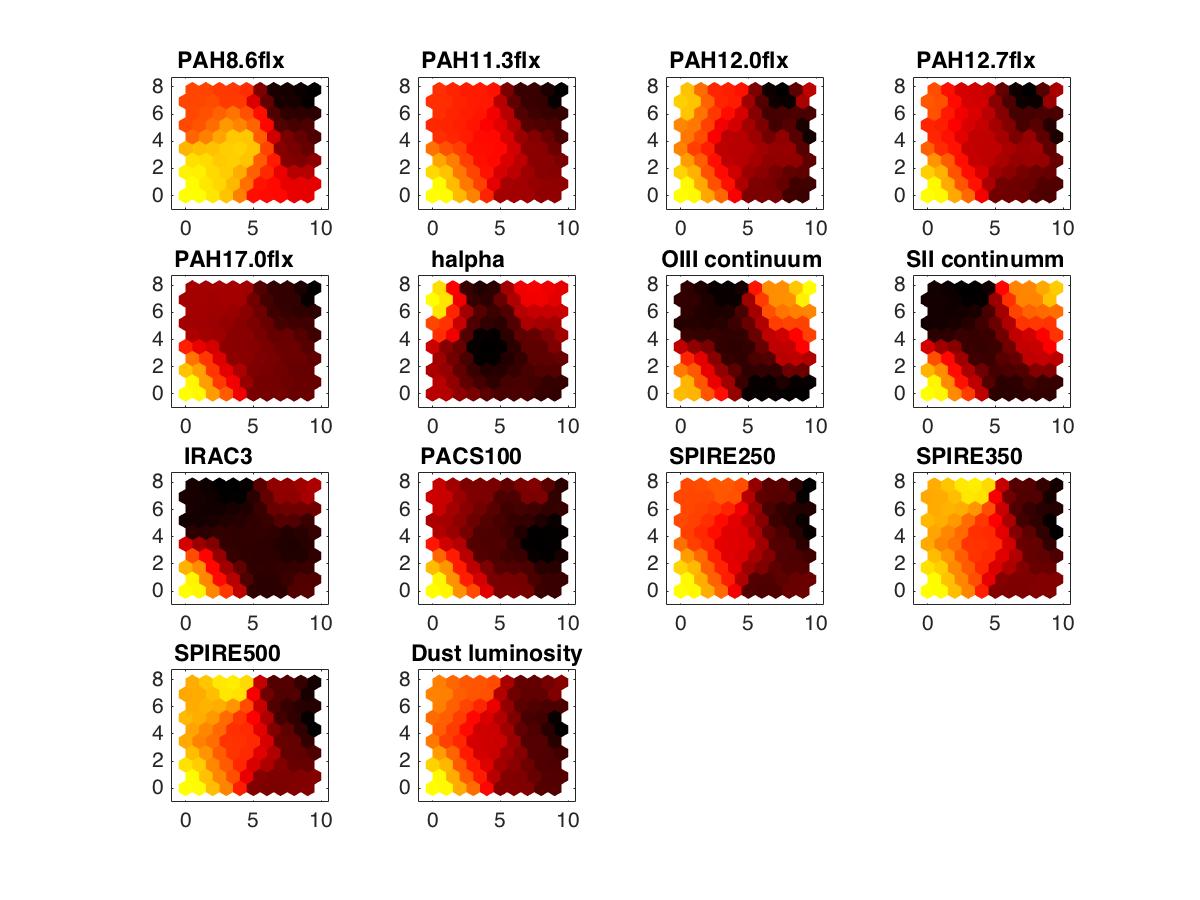 PAH8.6flx PAH11.3flx PAH12.0flx PAH12.7flx
8 8 8 8
6 6 6 6
4 4 4 4
2 2 2 2
0 0 0 0
0 5 10 0 5 10 0 5 10 0 5 10
PAH17.0flx halpha OIII continuum SII continumm
8 8 8 8
6 6 6 6
4 4 4 4
2 2 2 2
0 0 0 0
0 5 10 0 5 10 0 5 10 0 5 10
IRAC3 PACS100 SPIRE250 SPIRE350
8 8 8 8
6 6 6 6
4 4 4 4
2 2 2 2
0 0 0 0
0 5 10 0 5 10 0 5 10 0 5 10
SPIRE500 Dust luminosity
8 8
6 6
4 4
2 2
0 0
0 5 10 0 5 10